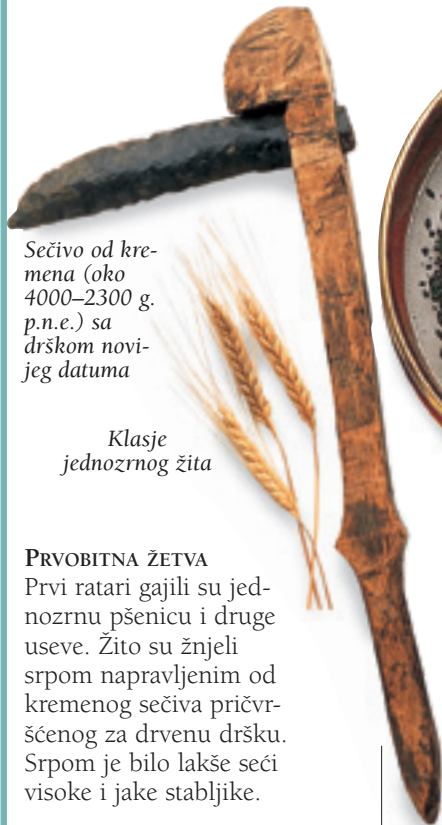 Sečivo od kre-
mena (oko
4000–2300 g.
p.n.e.) sa
drškom novi-
jeg datuma
Klasje
jednozrnog žita
PRVOBITNA ŽETVA
Prvi ratari gajili su jed-
nozrnu pšenicu i druge
useve. Žito su žnjeli
srpom napravljenim od
kremenog sečiva pričvr-
šćenog za drvenu dršku.
Srpom je bilo lakše seći
visoke i jake stabljike.